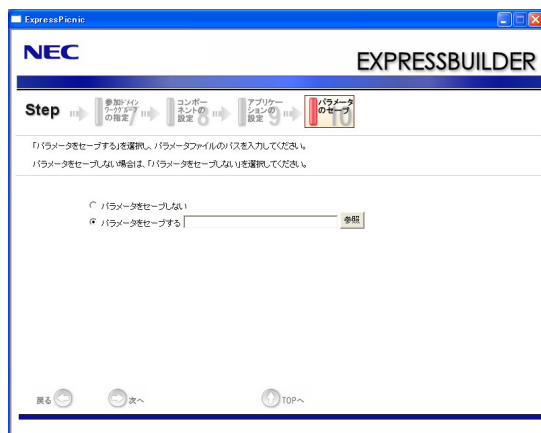 ExpressPicnic
NEC
EXPRESSBUILDER
Step
参加ドメイン
ワークグループ
の指定 7
コンポー
ネントの
設定 8
アプリケー
ションの
設定 9
パラメータ
のセーブ 10
「パラメータをセーブする」を選択し、パラメータファイルのパスを入力してください。
パラメータをセーブしない場合は、「パラメータをセーブしない」を選択してください。
パラメータをセーブしない
パラメータをセーブする 参照
戻る 次へ TOPへ